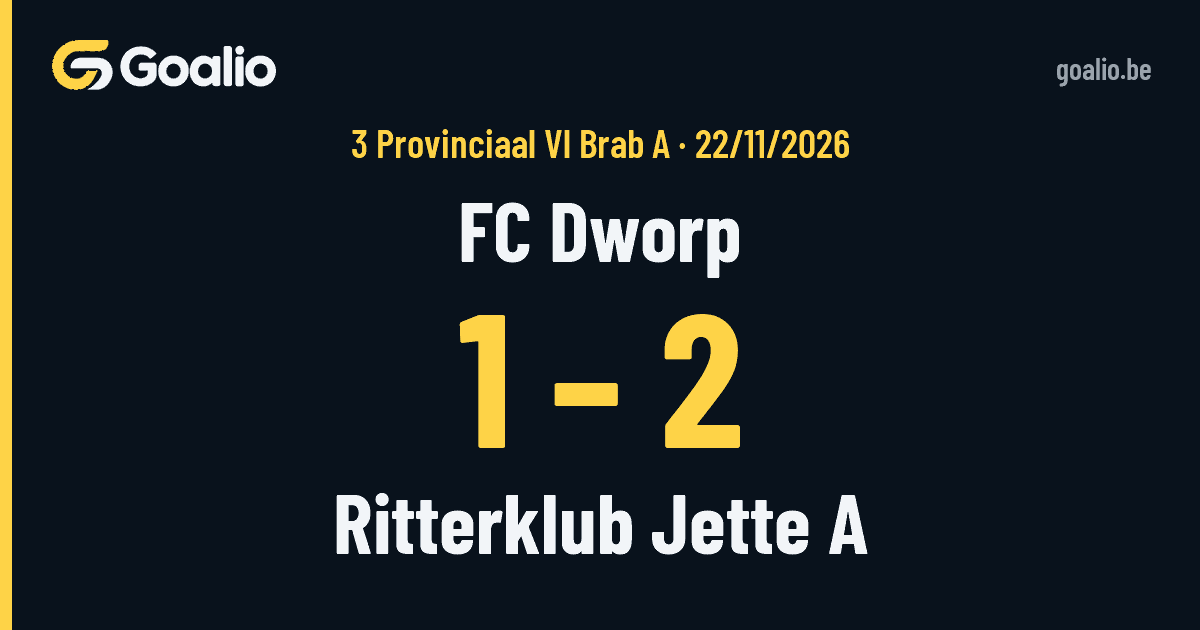 Goalio
goalio.be
3 Provinciaal Vl Brab A · 22/11/2026
FC Dworp
1 – 2
Ritterklub Jette A